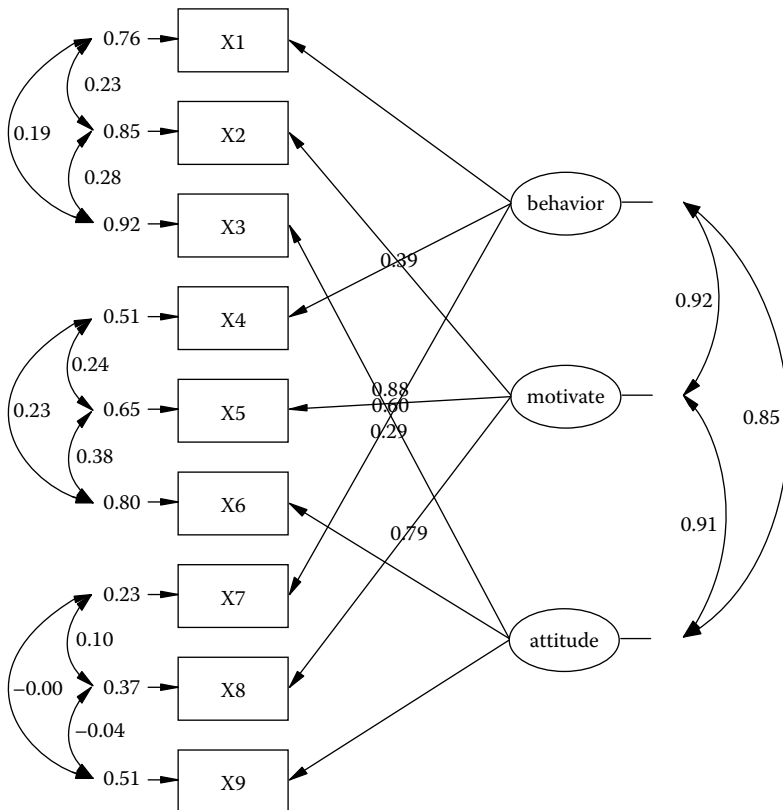 0.76
X1
0.23
0.19
0.85
X2
0.28
0.92
X3
behavior
0.39
0.51
X4
0.92
0.24
0.23
0.65
X5
0.88
0.60
0.29
motivate
0.85
0.38
0.80
X6
0.79
0.91
0.23
X7
0.10
–0.00
0.37
X8
attitude
–0.04
0.51
X9